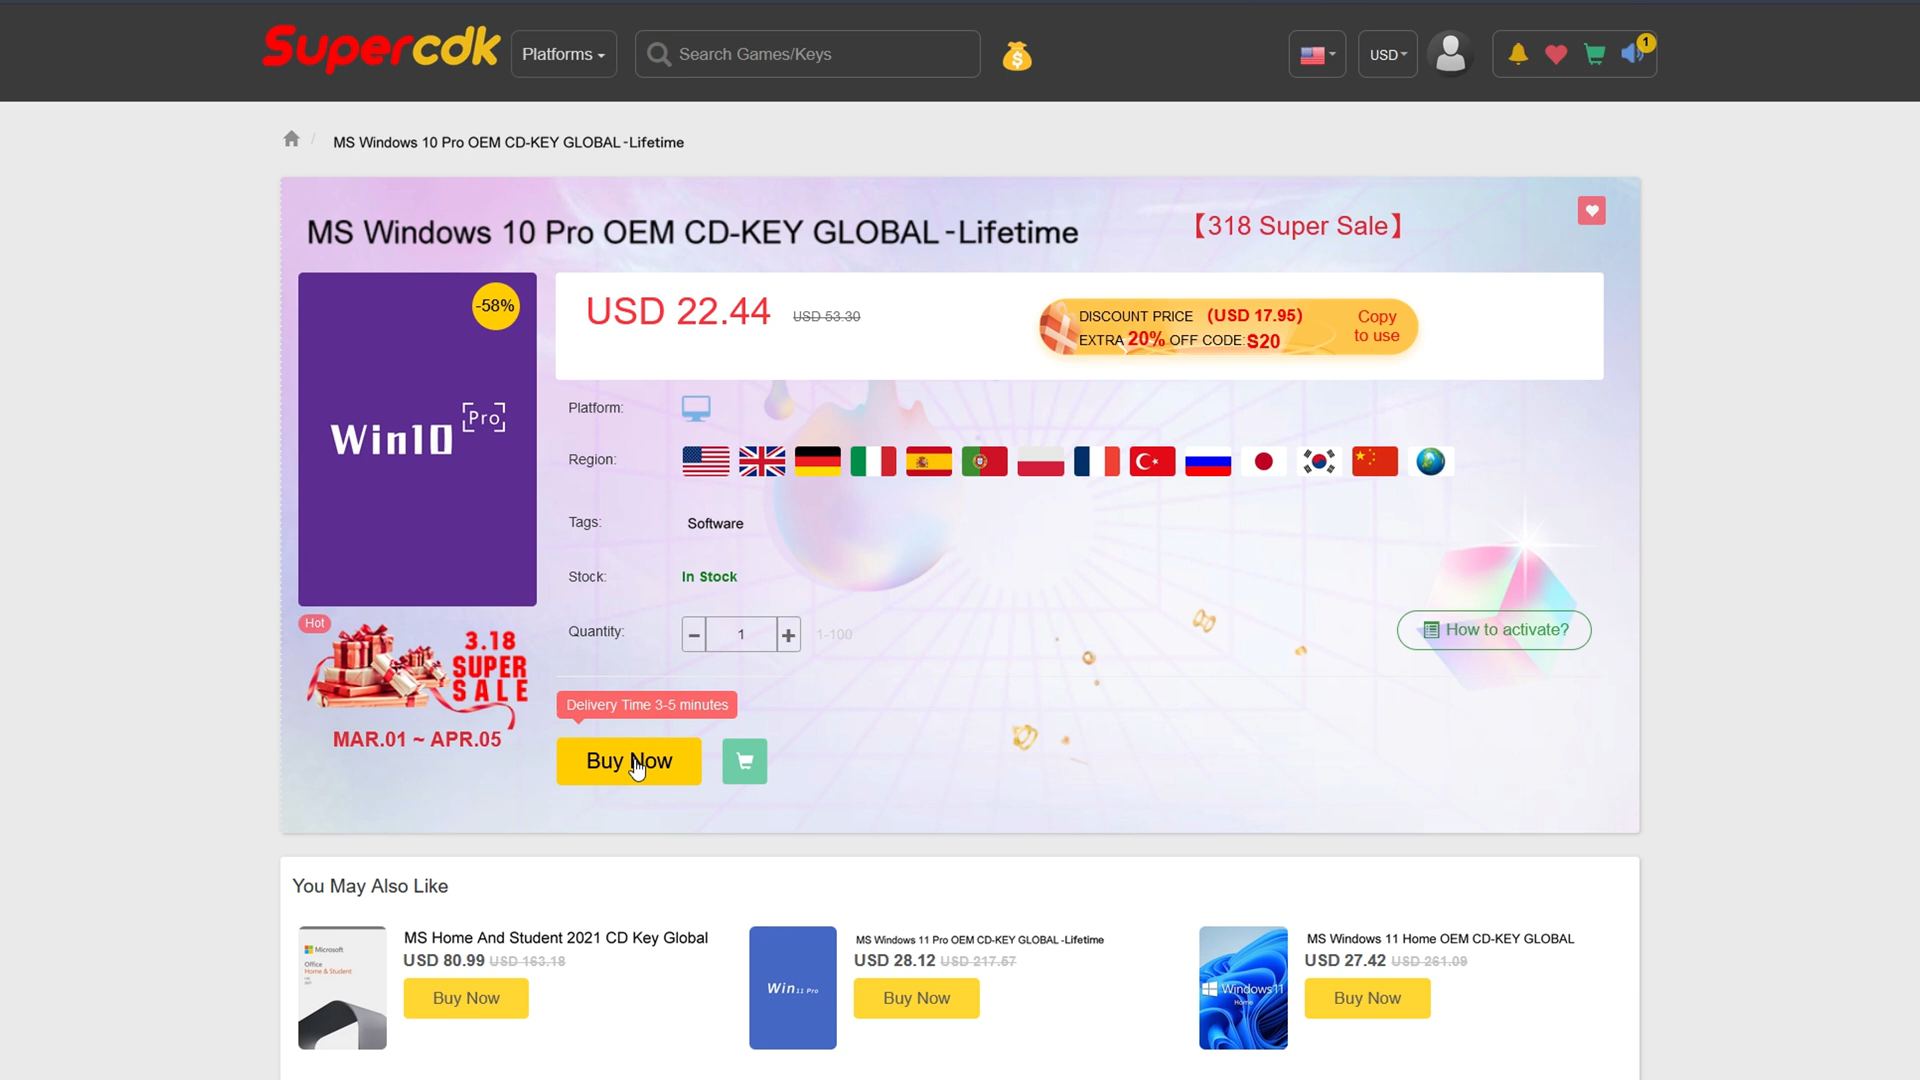 Supercdk
Platforms
Search Games/Keys
USD
1
MS Windows 10 Pro OEM CD-KEY GLOBAL -Lifetime
MS Windows 10 Pro OEM CD-KEY GLOBAL -Lifetime
【318 Super Sale】
-58%
Win10 Pro
USD 22.44
USD 53.30
DISCOUNT PRICE (USD 17.95)
EXTRA 20% OFF CODE:S20
Copy
to use
Platform:
Region:
Tags:
Software
Stock:
In Stock
Quantity:
1
1-100
How to activate?
Hot
3.18
SUPER
SALE
MAR.01 ~ APR.05
Delivery Time 3-5 minutes
Buy Now
You May Also Like
Microsoft
Office
Home & Student
MS Home And Student 2021 CD Key Global
USD 80.99 USD 163.18
Buy Now
Win11 Pro
MS Windows 11 Pro OEM CD-KEY GLOBAL -Lifetime
USD 28.12 USD 217.57
Buy Now
Windows 11
Home
MS Windows 11 Home OEM CD-KEY GLOBAL
USD 27.42 USD 261.09
Buy Now